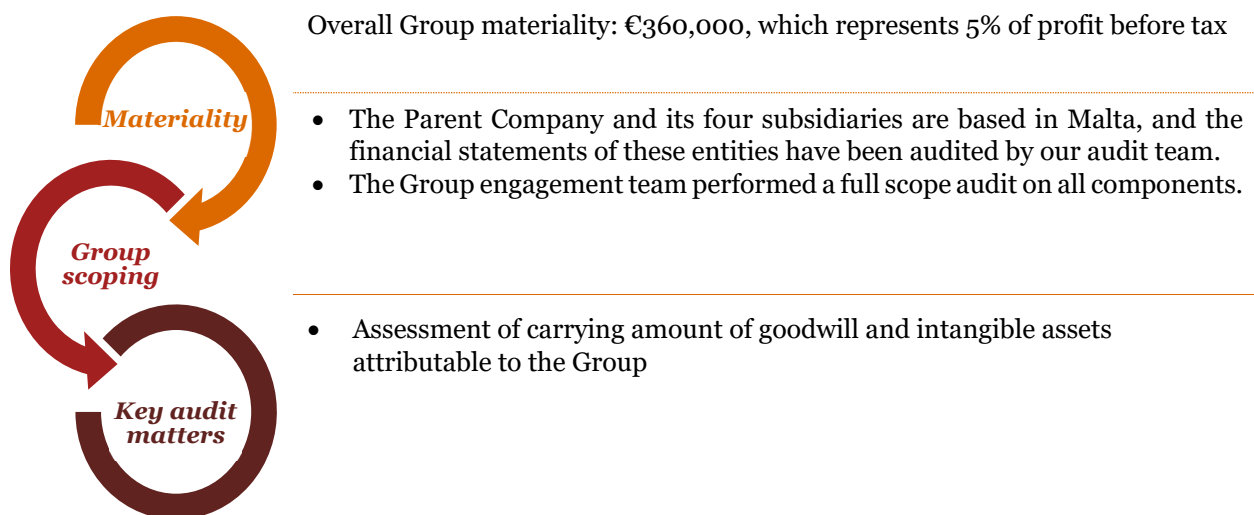 Overall Group materiality: €360,000, which represents 5% of profit before tax
Materiality
• The Parent Company and its four subsidiaries are based in Malta, and the
financial statements of these entities have been audited by our audit team.
• The Group engagement team performed a full scope audit on all components.
Group
scoping
• Assessment of carrying amount of goodwill and intangible assets
attributable to the Group
Key audit
matters